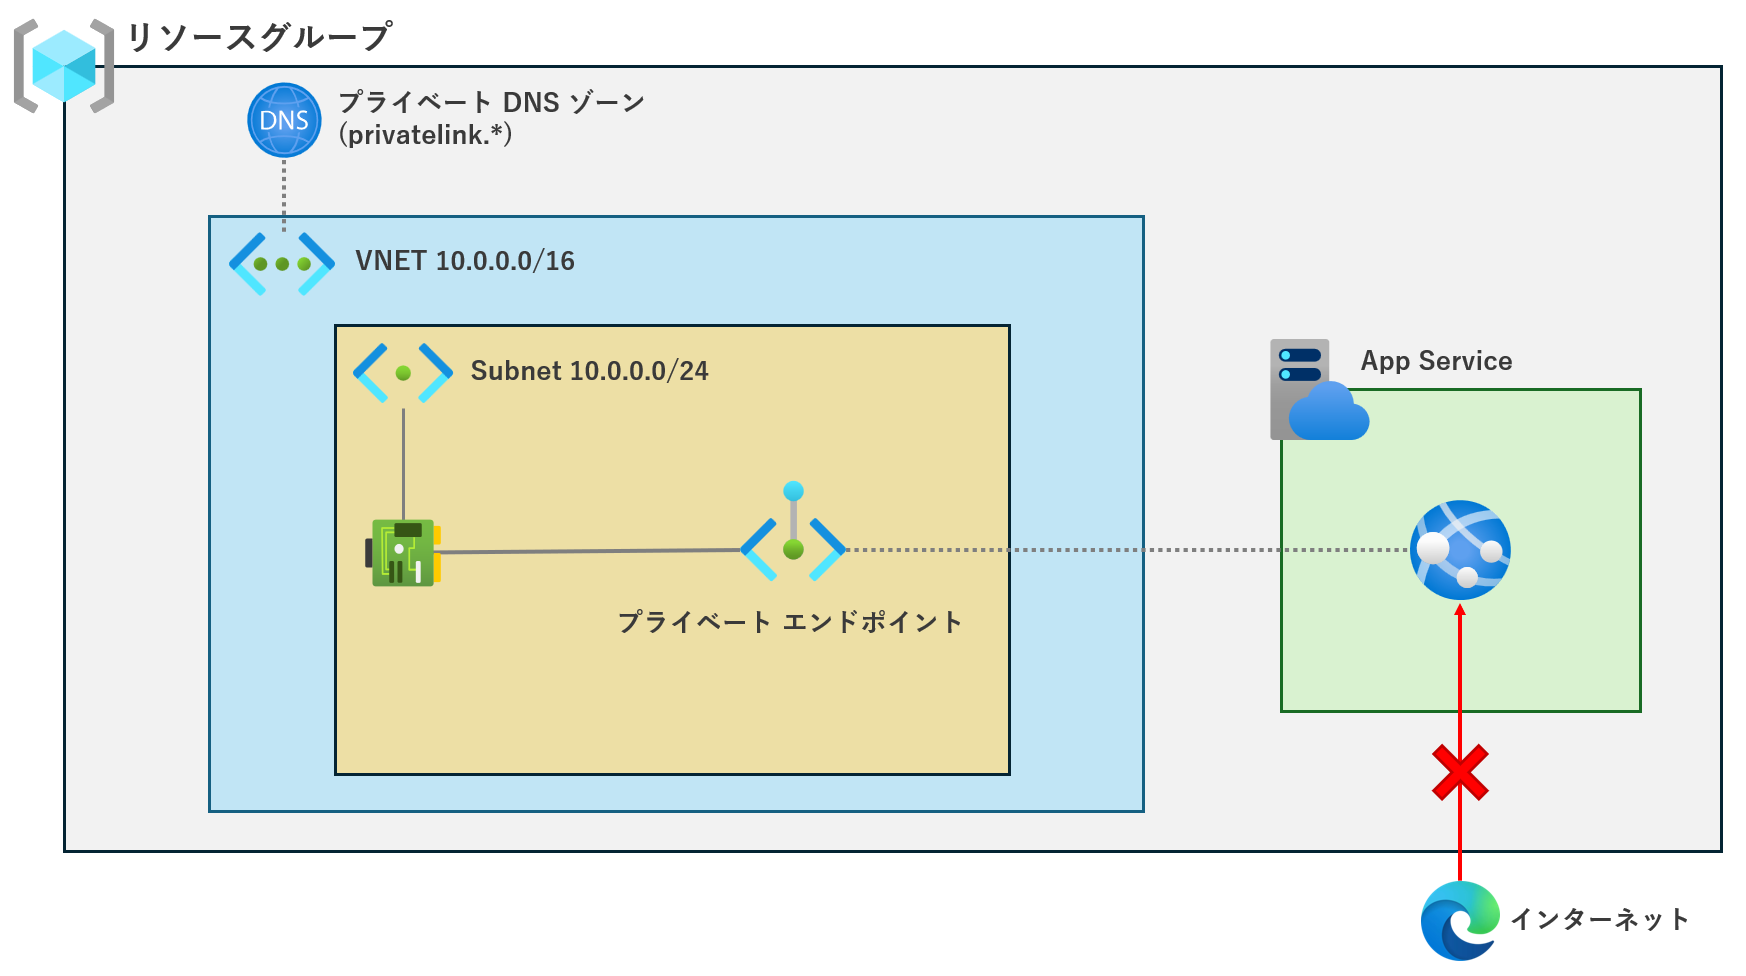 リソースグループ
DNS
プライベート DNS ゾーン
(privatelink.*)
VNET 10.0.0.0/16
Subnet 10.0.0.0/24
App Service
プライベート エンドポイント
インターネット